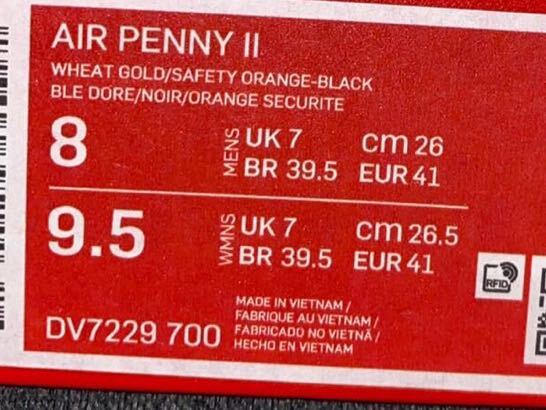 AIR PENNY II
WHEAT GOLD/SAFETY ORANGE-BLACK
BLE DORE/NOIR/ORANGE SECURITE
8 MENS UK 7 cm 26
BR 39.5 EUR 41
9.5 WMNS UK 7 cm 26.5
BR 39.5 EUR 41
RFID
MADE IN VIETNAM /
FABRIQUE AU VIETNAM /
FABRICADO NO VIETNÃ /
HECHO EN VIETNAM
DV7229 700